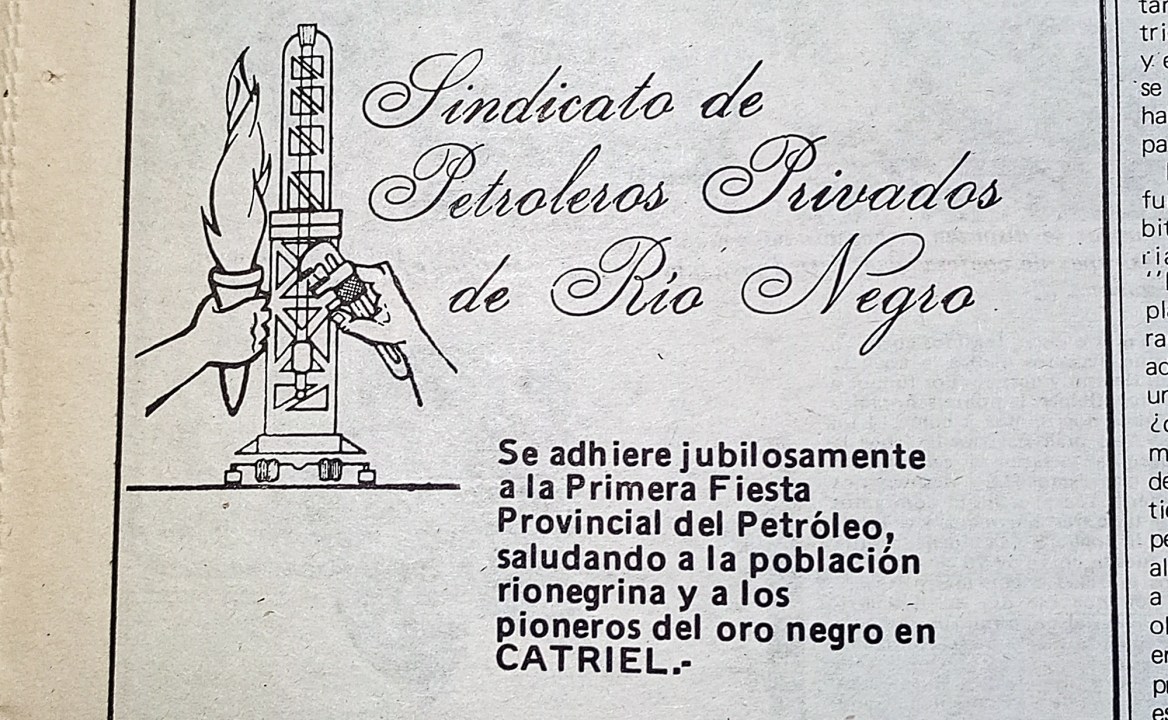 Sindicato de
Petroleros Privados
de Río Negro
Se adhiere jubilosamente
a la Primera Fiesta
Provincial del Petróleo,
saludando a la población
rionegrina y a los
pioneros del oro negro en
CATRIEL.-